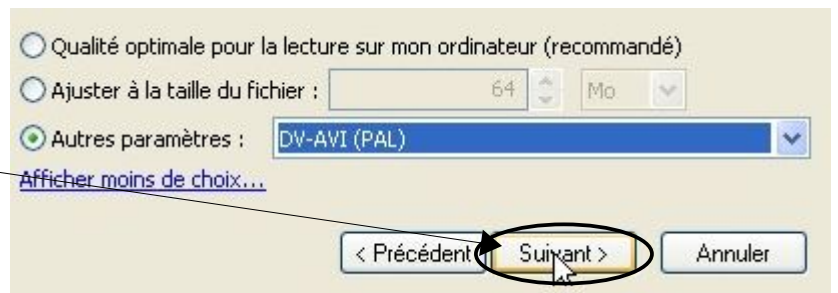 Qualité optimale pour la lecture sur mon ordinateur (recommandé)
Ajuster à la taille du fichier : 64 Mo
Autres paramètres : DV-AVI (PAL)
Afficher moins de choix...
< Précédent Suivant > Annuler